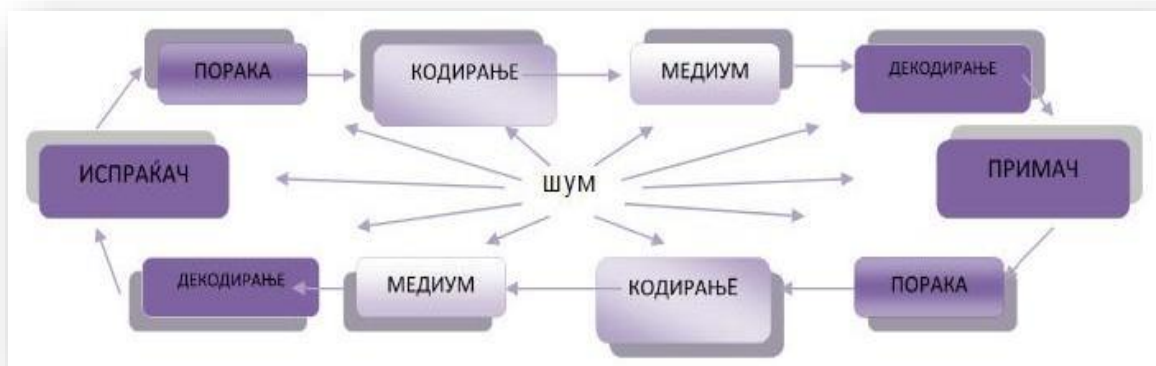 ПОРАКА
КОДИРАЊЕ
МЕДИУМ
ДЕКОДИРАЊЕ
ИСПРАЌАЧ
шум
ПРИМАЧ
ДЕКОДИРАЊЕ
МЕДИУМ
КОДИРАЊЕ
ПОРАКА